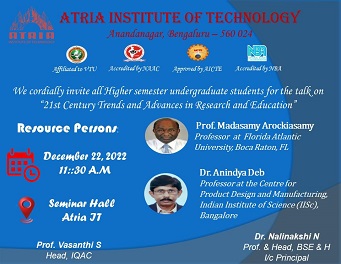 ATRIA INSTITUTE OF TECHNOLOGY
ATRIA
Anandanagar, Bengaluru – 560 024
Affiliated to VTU
Accredited by NAAC
Approved by AICTE
Accredited by NBA
We cordially invite all Higher semester undergraduate students for the talk on
“21st Century Trends and Advances in Research and Education”
Resource Persons:
Prof. Madasamy Arockiasamy
Professor at Florida Atlantic
University, Boca Raton, FL
December 22, 2022
11::30 A.M
Dr. Anindya Deb
Professor at the Centre for
Product Design and Manufacturing,
Indian Institute of Science (IISc),
Bangalore
Seminar Hall
Atria IT
Prof. Vasanthi S
Head, IQAC
Dr. Nalinakshi N
Prof. & Head, BSE & H
I/c Principal